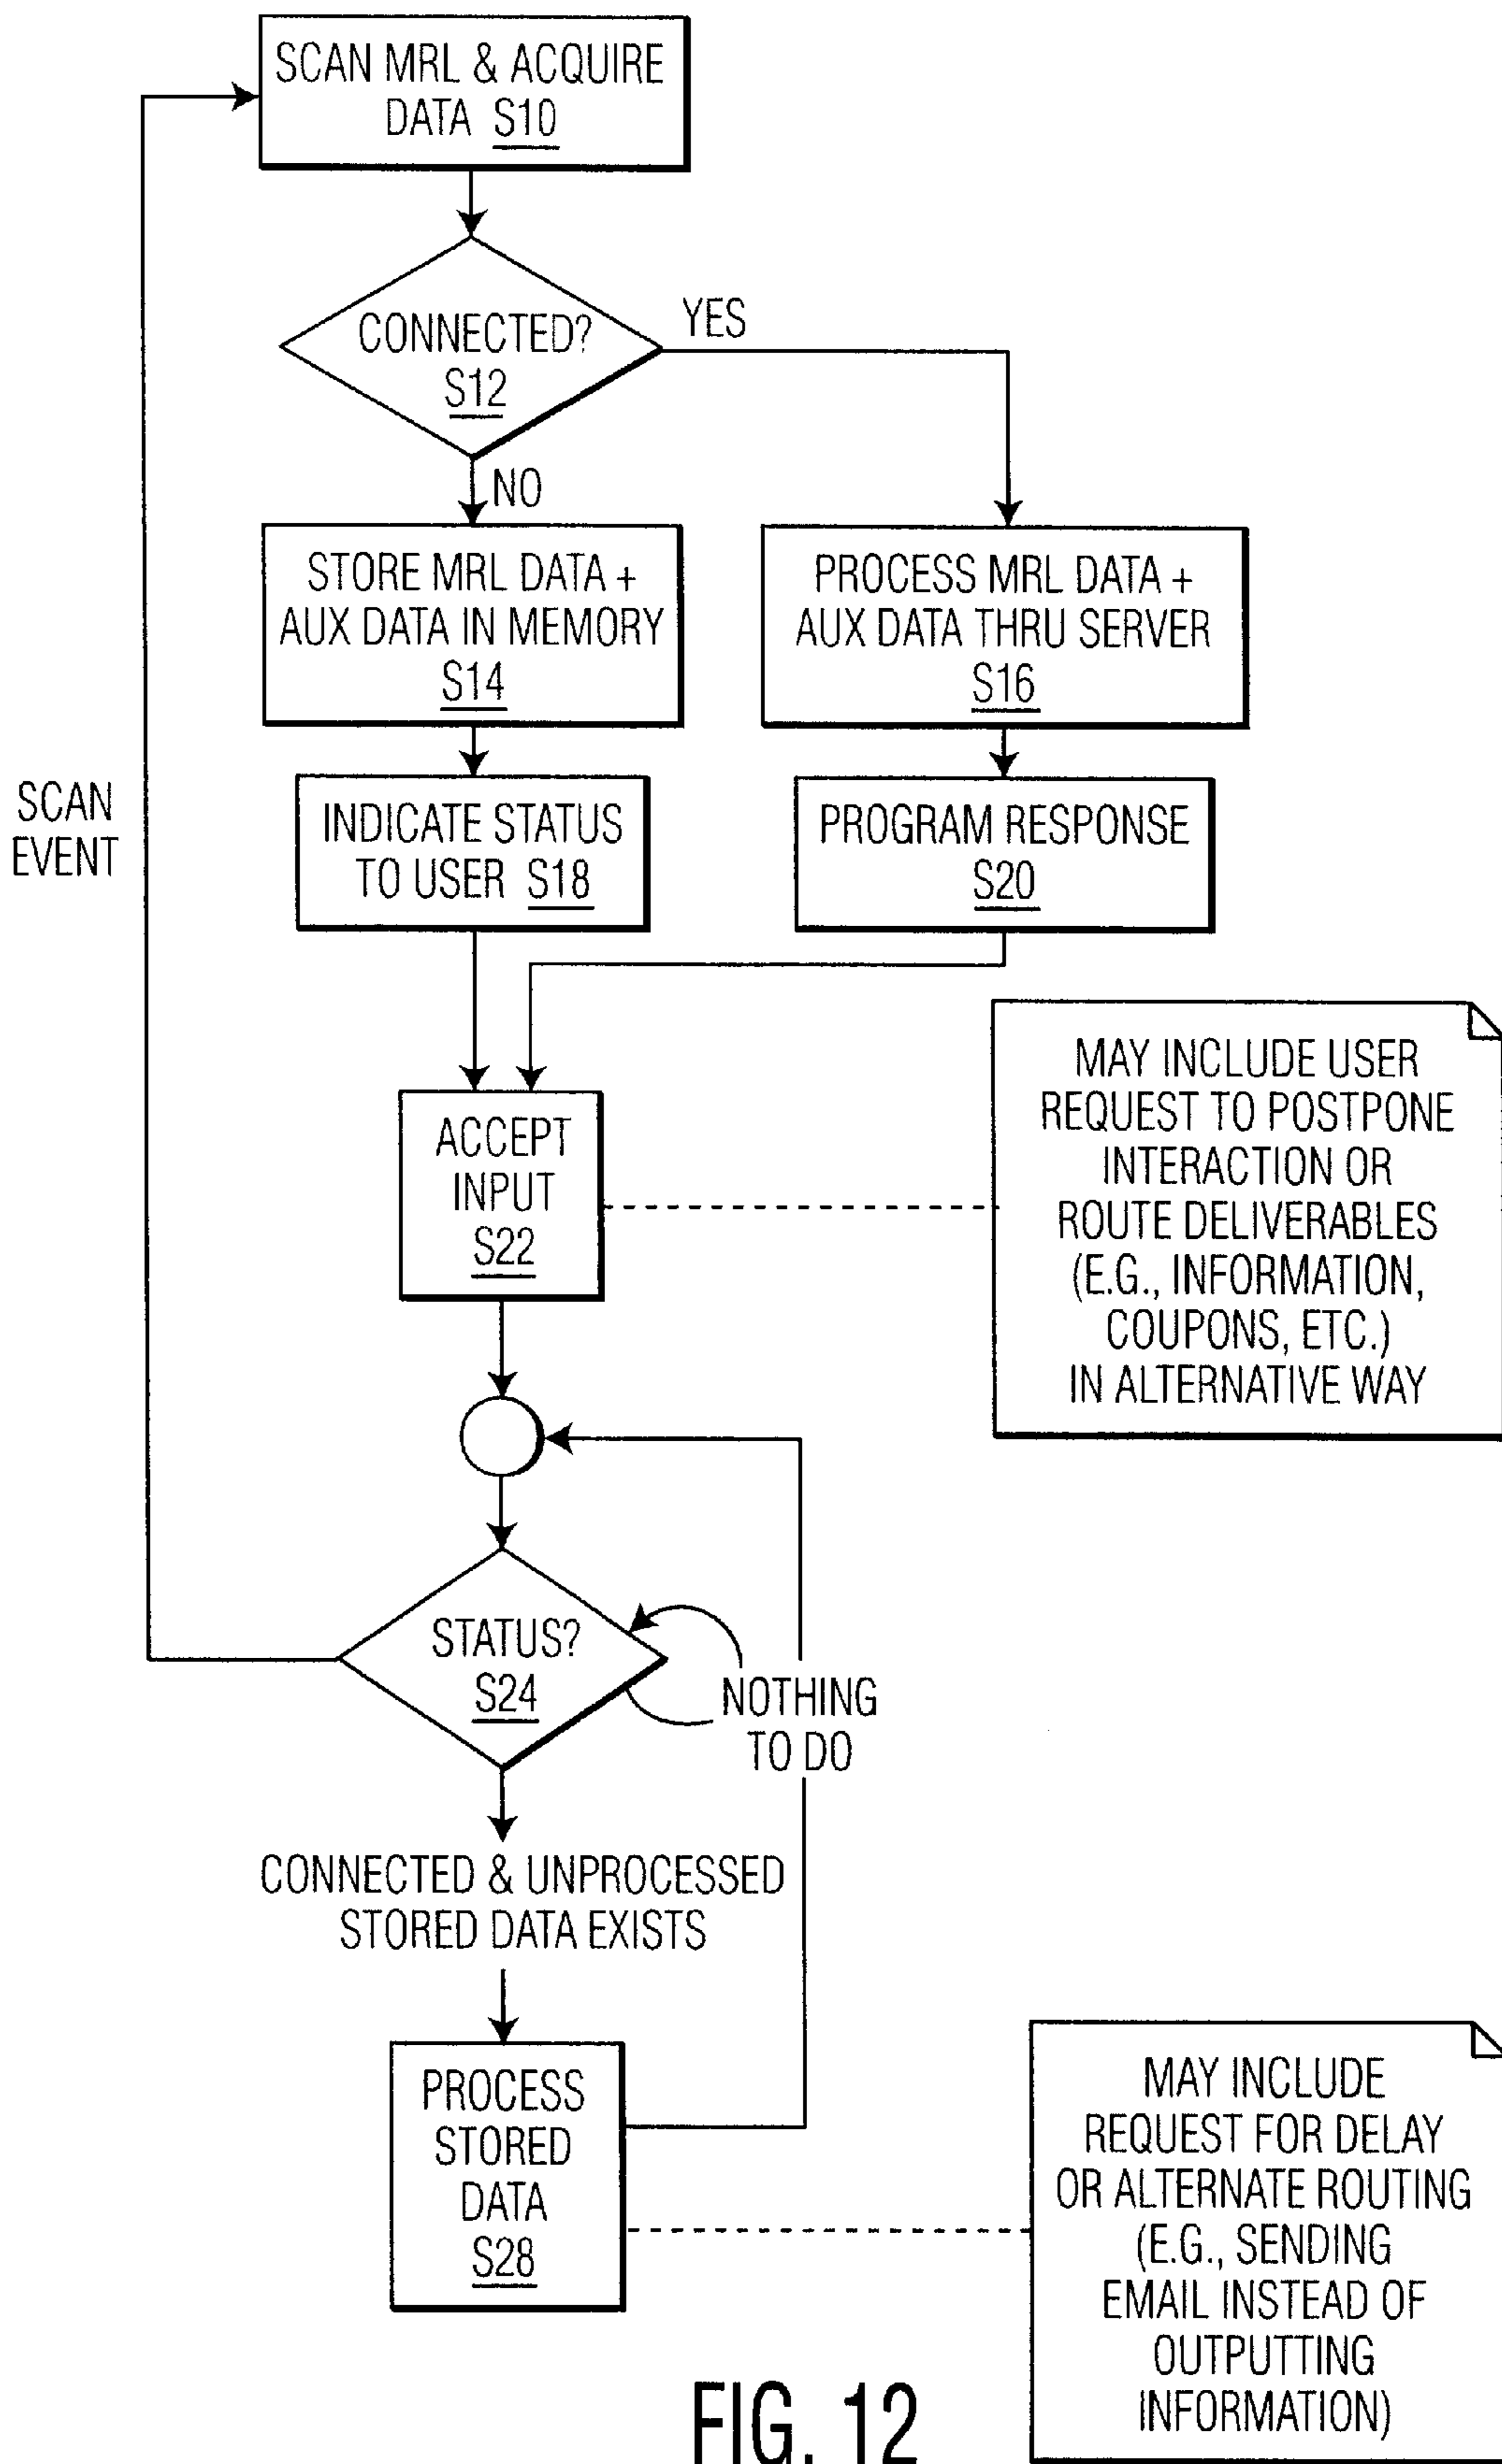 SCAN MRL & ACQUIRE
DATA S10
CONNECTED?
S12
YES
NO
STORE MRL DATA +
AUX DATA IN MEMORY
S14
PROCESS MRL DATA +
AUX DATA THRU SERVER
S16
SCAN
EVENT
INDICATE STATUS
TO USER S18
PROGRAM RESPONSE
S20
ACCEPT
INPUT
S22
MAY INCLUDE USER
REQUEST TO POSTPONE
INTERACTION OR
ROUTE DELIVERABLES
(E.G., INFORMATION,
COUPONS, ETC.)
IN ALTERNATIVE WAY
STATUS?
S24
NOTHING
TO DO
CONNECTED & UNPROCESSED
STORED DATA EXISTS
PROCESS
STORED
DATA
S28
MAY INCLUDE
REQUEST FOR DELAY
OR ALTERNATE ROUTING
(E.G., SENDING
EMAIL INSTEAD OF
OUTPUTTING
INFORMATION)
FIG. 12